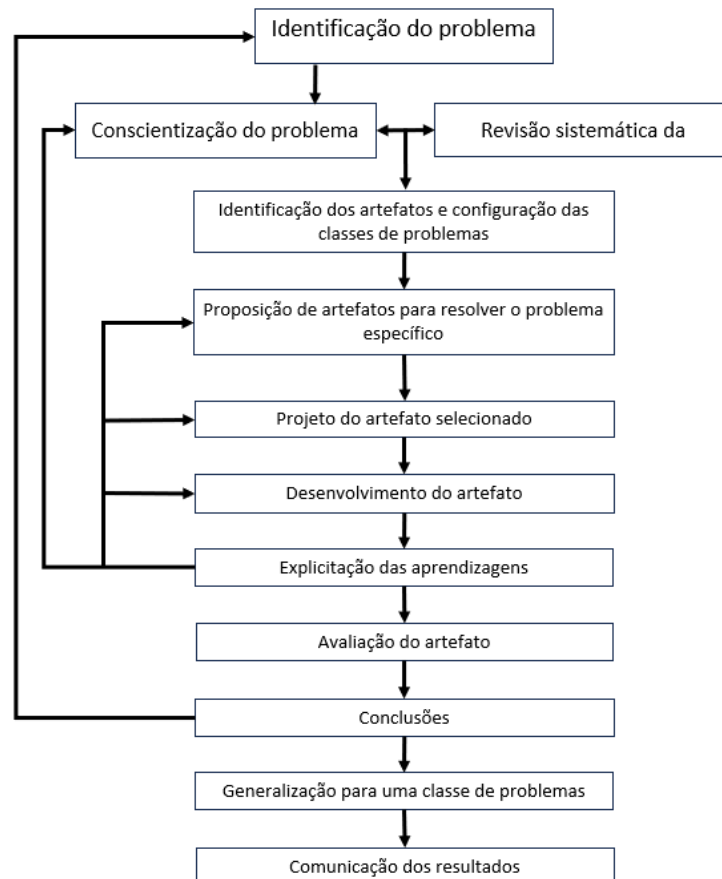 Identificação do problema
Conscientização do problema
Revisão sistemática da
Identificação dos artefatos e configuração das
classes de problemas
Proposição de artefatos para resolver o problema
específico
Projeto do artefato selecionado
Desenvolvimento do artefato
Explicitação das aprendizagens
Avaliação do artefato
Conclusões
Generalização para uma classe de problemas
Comunicação dos resultados